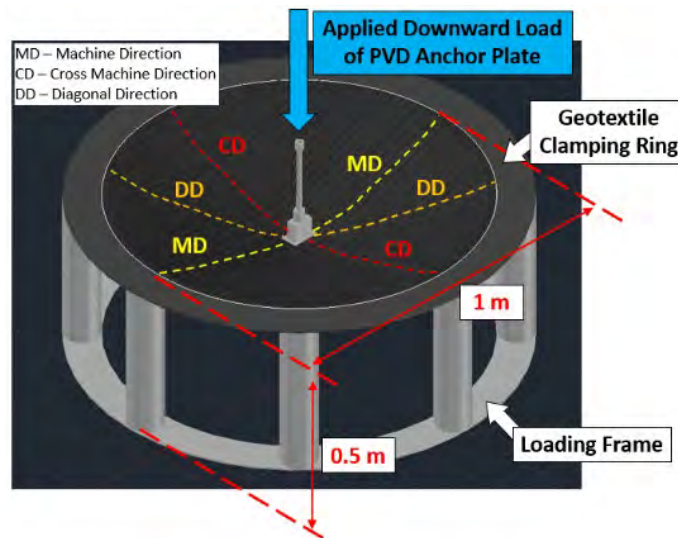 Applied Downward Load
of PVD Anchor Plate
MD – Machine Direction
CD – Cross Machine Direction
DD – Diagonal Direction
Geotextile
Clamping Ring
CD
MD
DD
DD
MD
CD
1 m
0.5 m
Loading Frame